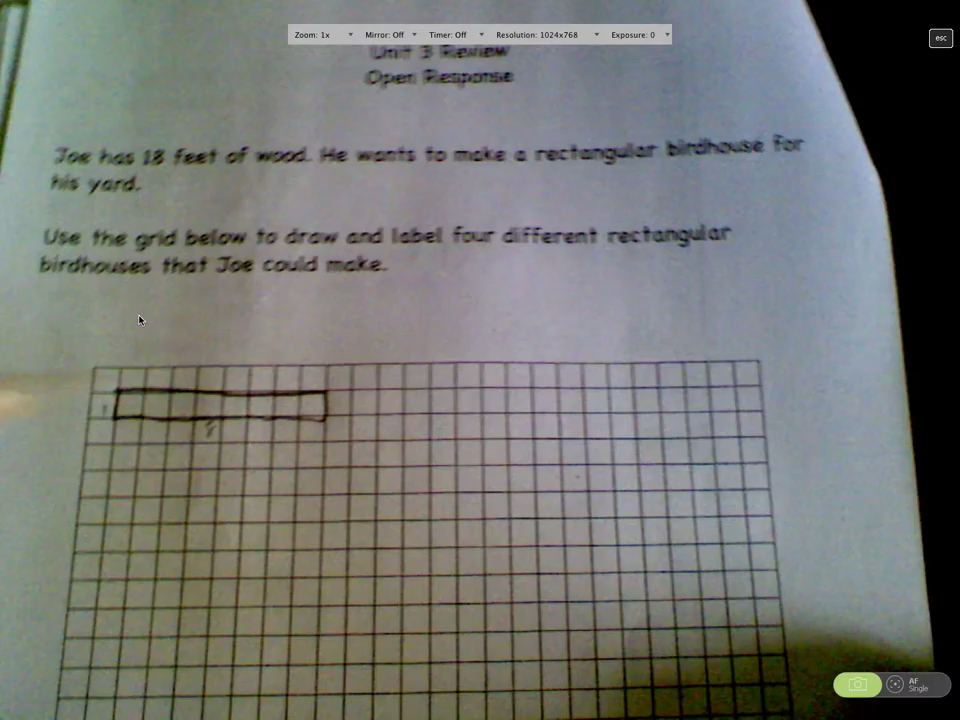 Zoom: 1x Mirror: Off Timer: Off Resolution: 1024x768 Exposure: 0
esc
Unit 3 Review
Open Response
Joe has 18 feet of wood. He wants to make a rectangular birdhouse for
his yard.
Use the grid below to draw and label four different rectangular
birdhouses that Joe could make.
1
8
AF
Single